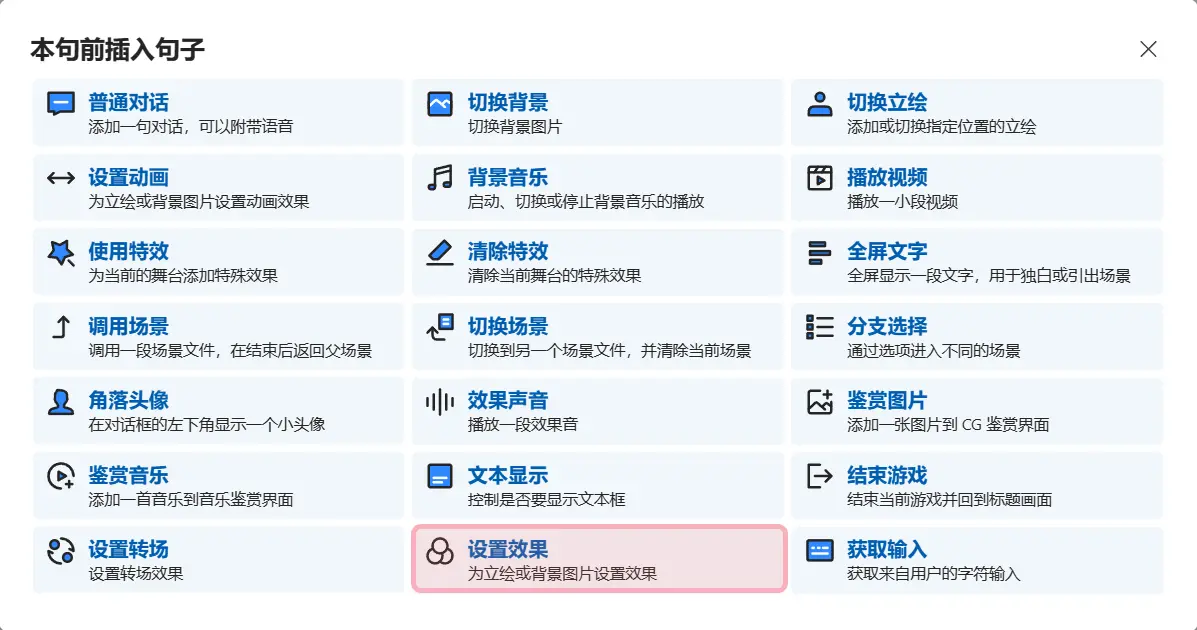 本句前插入句子
普通对话
添加一句对话，可以附带语音
切换背景
切换背景图片
切换立绘
添加或切换指定位置的立绘
设置动画
为立绘或背景图片设置动画效果
背景音乐
启动、切换或停止背景音乐的播放
播放视频
播放一小段视频
使用特效
为当前的舞台添加特殊效果
清除特效
清除当前舞台的特殊效果
全屏文字
全屏显示一段文字，用于独白或引出场景
调用场景
调用一段场景文件，在结束后返回父场景
切换场景
切换到另一个场景文件，并清除当前场景
分支选择
通过选项进入不同的场景
角落头像
在对话框的左下角显示一个小头像
效果声音
播放一段效果音
鉴赏图片
添加一张图片到 CG 鉴赏界面
鉴赏音乐
添加一首音乐到音乐鉴赏界面
文本显示
控制是否要显示文本框
结束游戏
结束当前游戏并回到标题画面
设置转场
设置转场效果
设置效果
为立绘或背景图片设置效果
获取输入
获取来自用户的字符输入